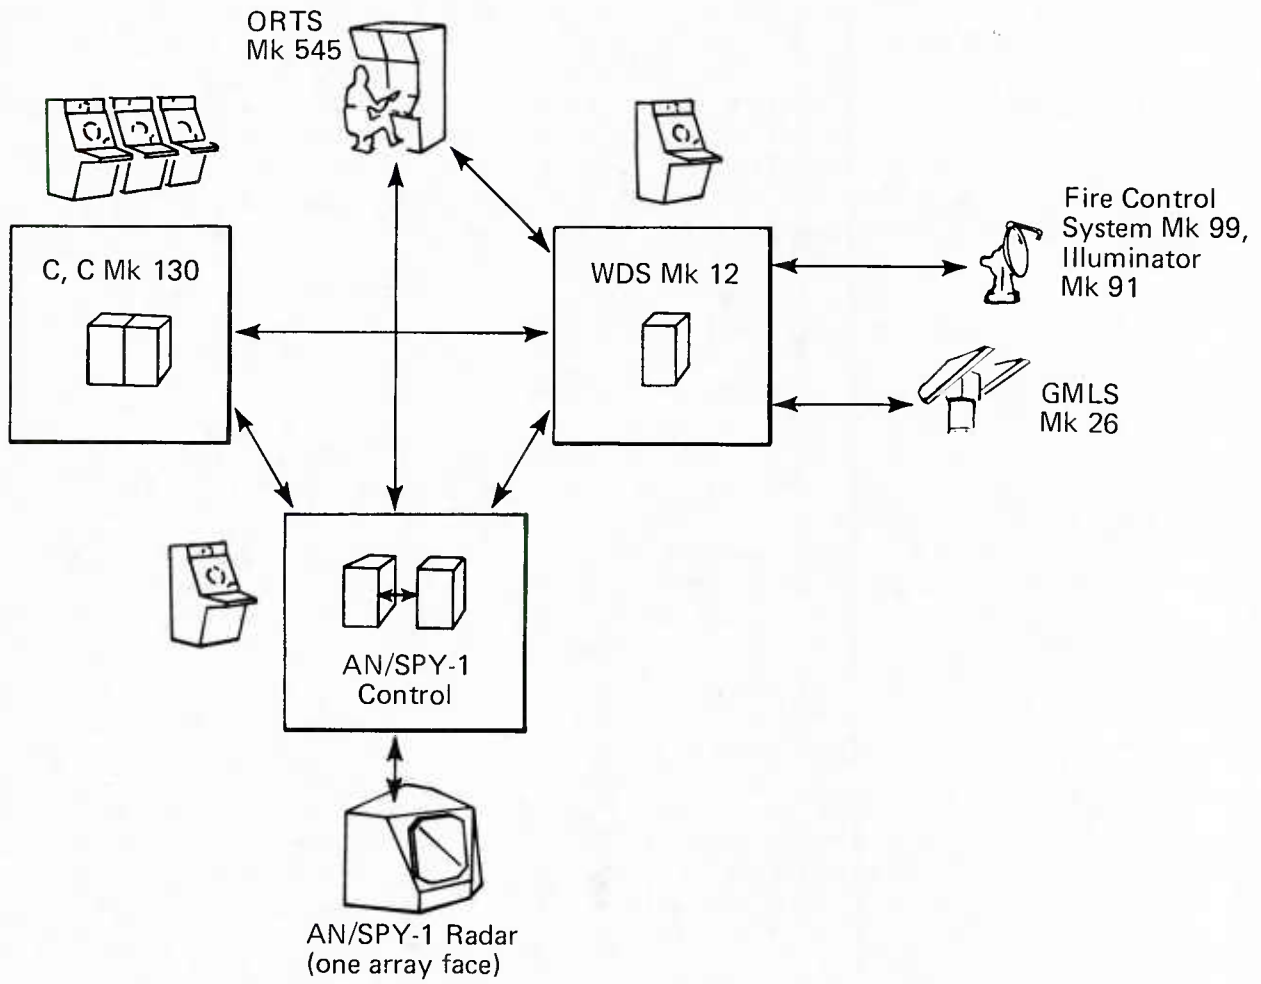 ORTS
Mk 545
C, C Mk 130
WDS Mk 12
Fire Control
System Mk 99,
Illuminator
Mk 91
GMLS
Mk 26
AN/SPY-1
Control
AN/SPY-1 Radar
(one array face)